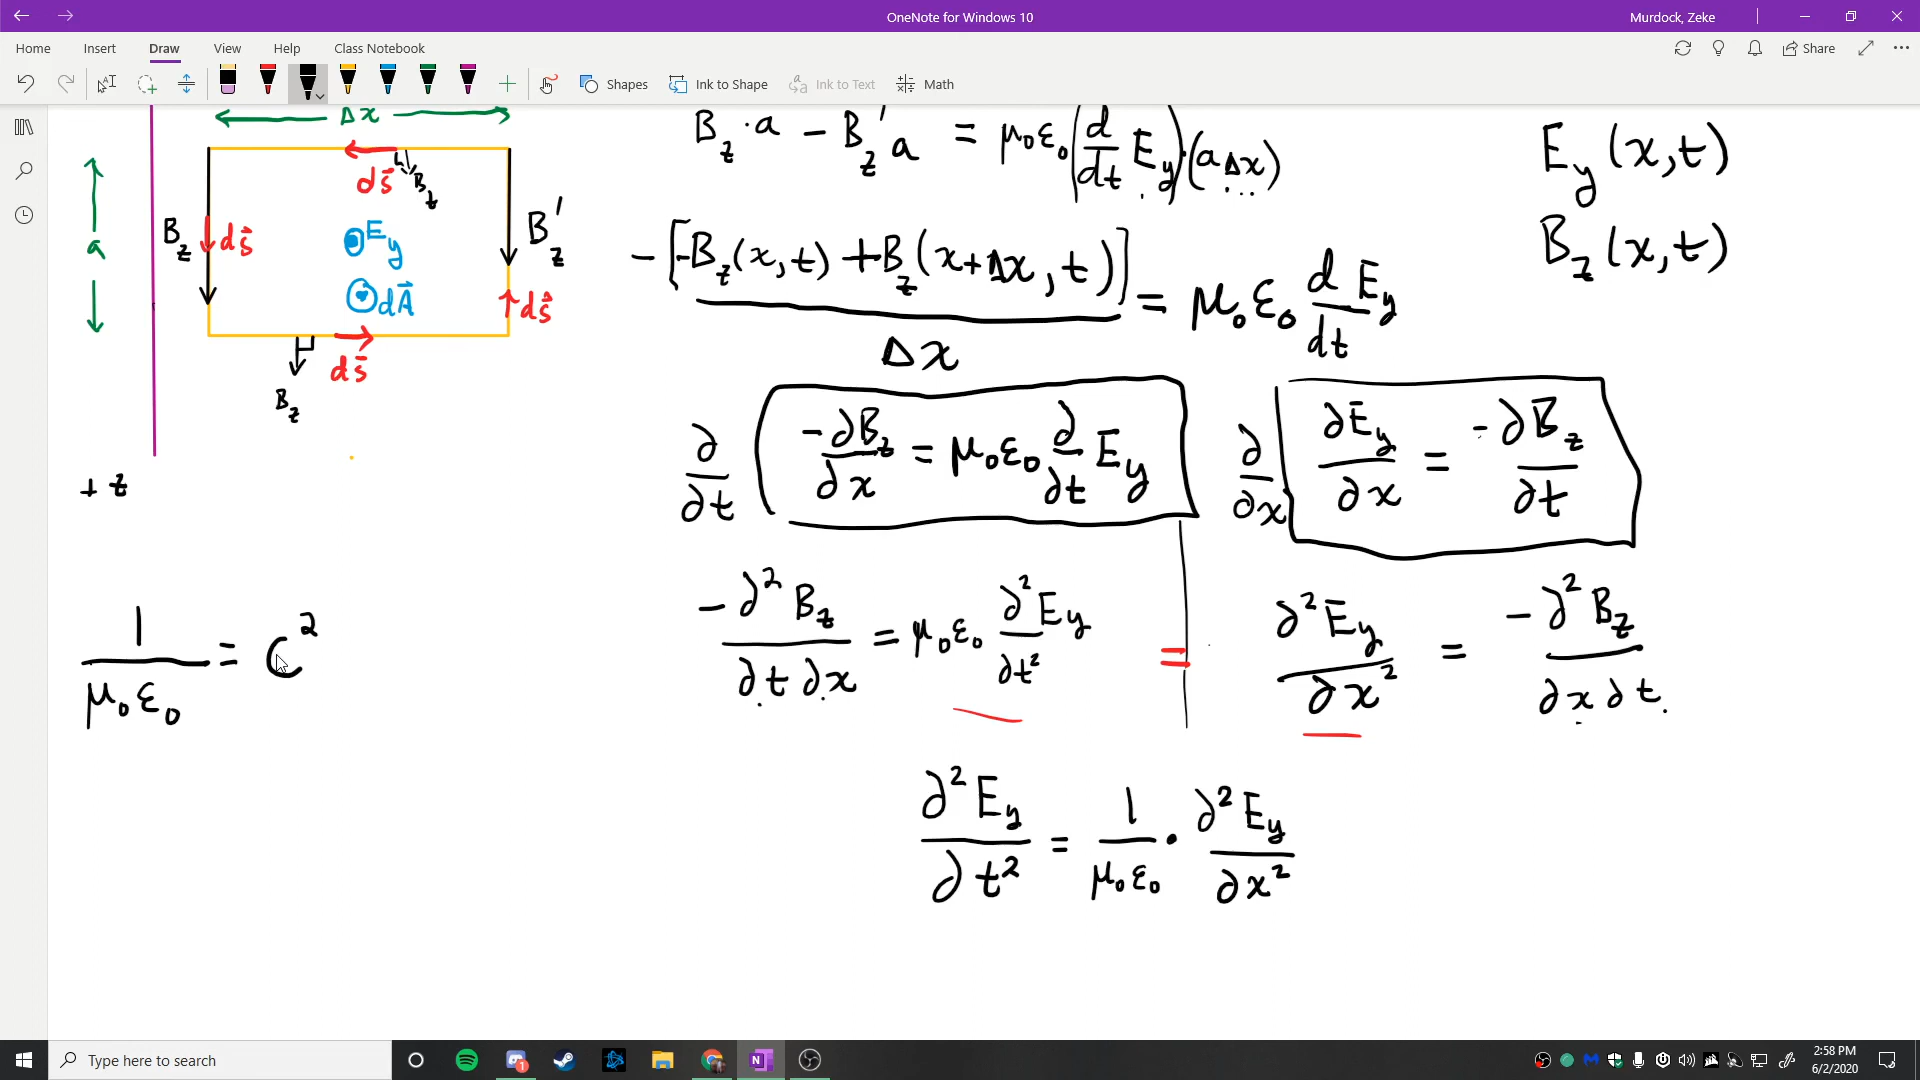 OneNote for Windows 10
Murdock, Zeke
Home Insert Draw View Help Class Notebook
Share
Shapes Ink to Shape Ink to Text Math
Δx
a
B_z
ds⃗
ds⃗
B_z
E_y
dA⃗
B_z'
ds⃗
ds⃗
B_z
+z
1/(μ₀ε₀) = c²
B_z · a − B_z' a = μ₀ε₀ (d/dt E_y) · (a Δx)
−[−B_z(x,t) + B_z(x+Δx, t)] / Δx = μ₀ε₀ d/dt E_y
E_y (x,t)
B_z (x,t)
∂/∂t −∂B_z/∂x = μ₀ε₀ ∂/∂t E_y
∂/∂x ∂E_y/∂x = −∂B_z/∂t
−∂²B_z/∂t∂x = μ₀ε₀ ∂²E_y/∂t² = ∂²E_y/∂x² = −∂²B_z/∂x∂t
∂²E_y/∂t² = 1/(μ₀ε₀) · ∂²E_y/∂x²
Type here to search
2:58 PM
6/2/2020